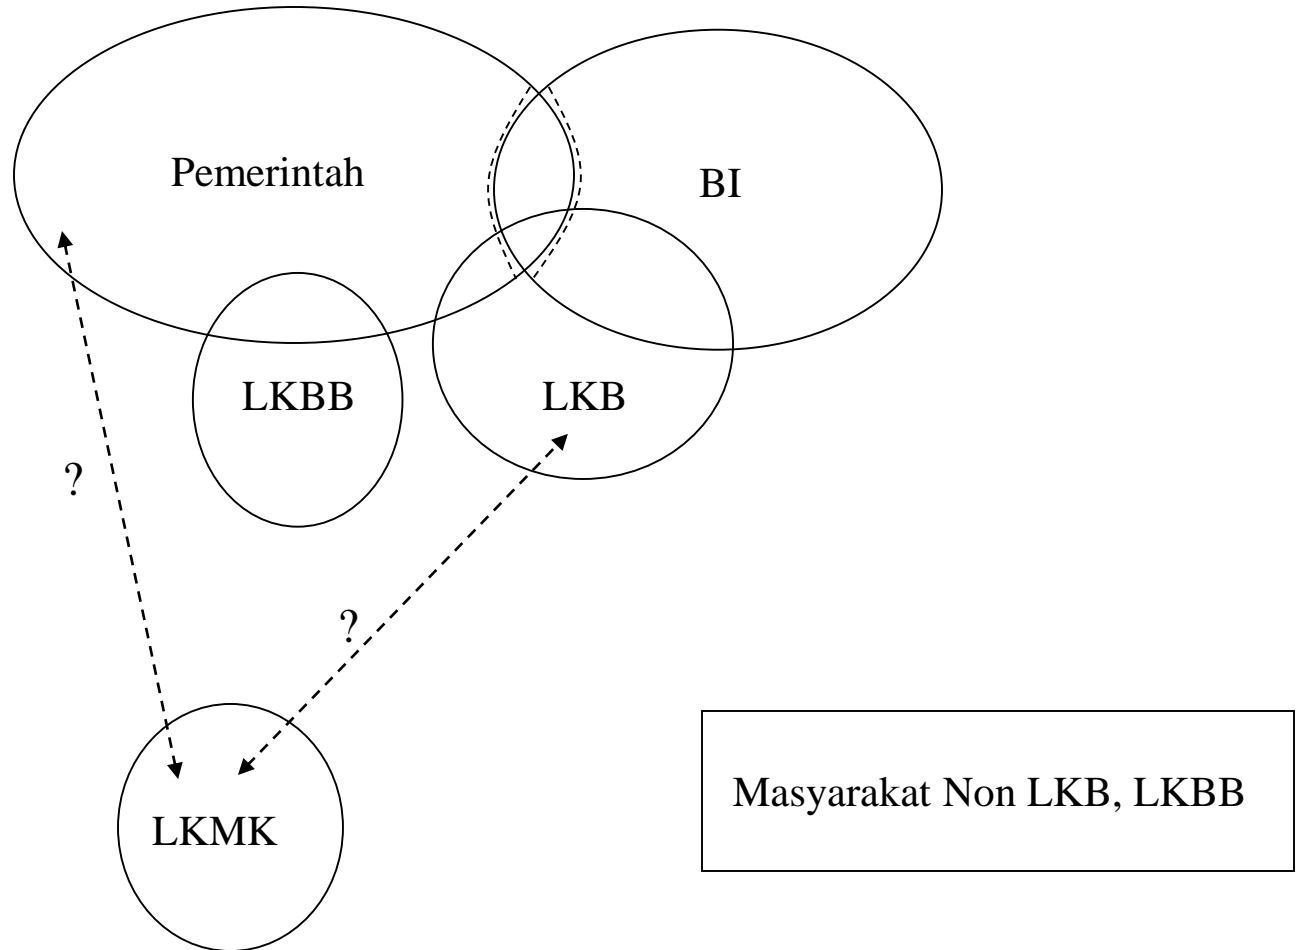 Pemerintah
BI
LKBB
LKB
?
?
Masyarakat Non LKB, LKBB
LKMK